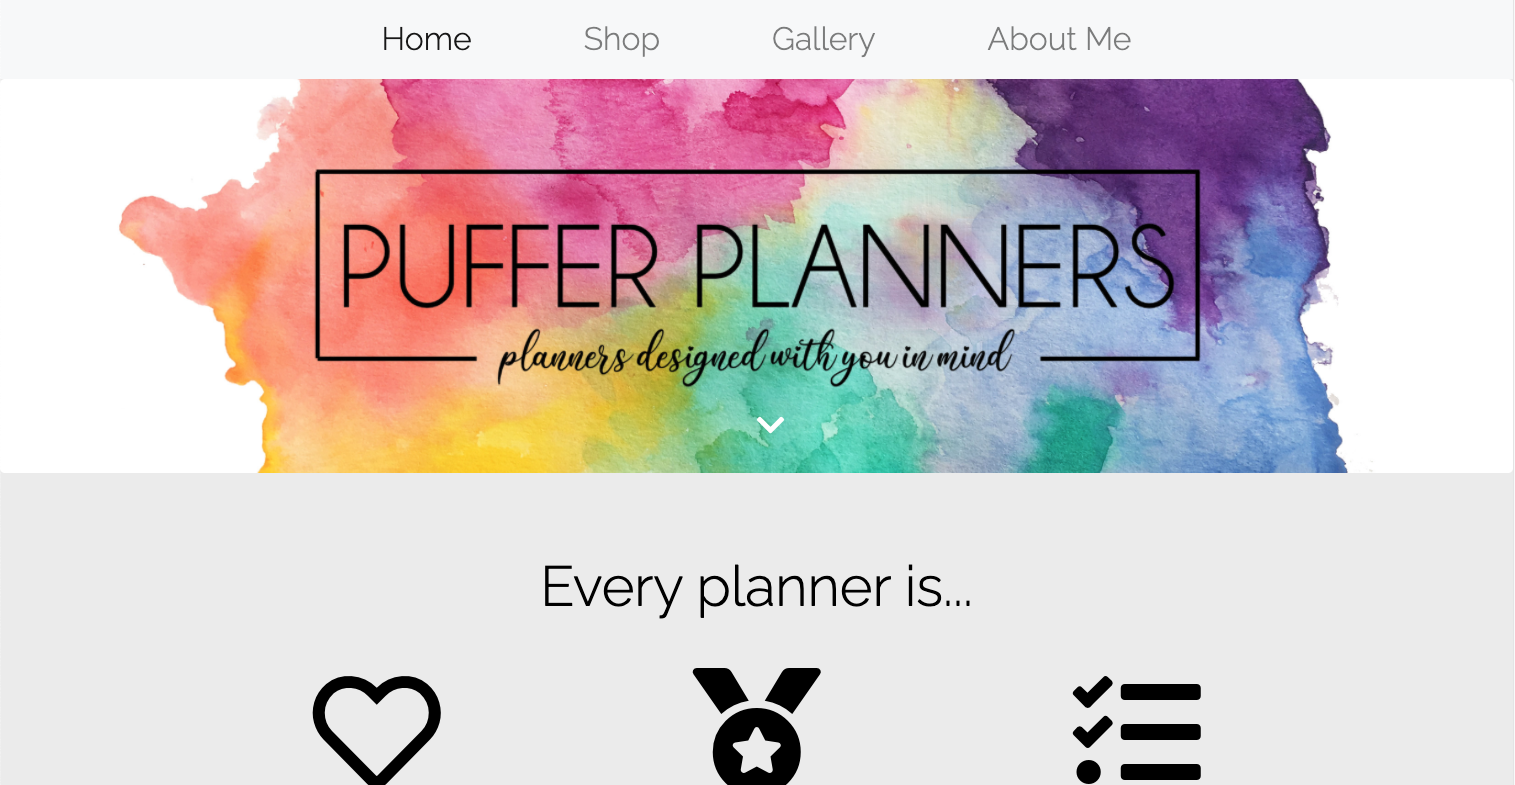 Home Shop Gallery About Me
PUFFER PLANNERS
planners designed with you in mind
Every planner is...